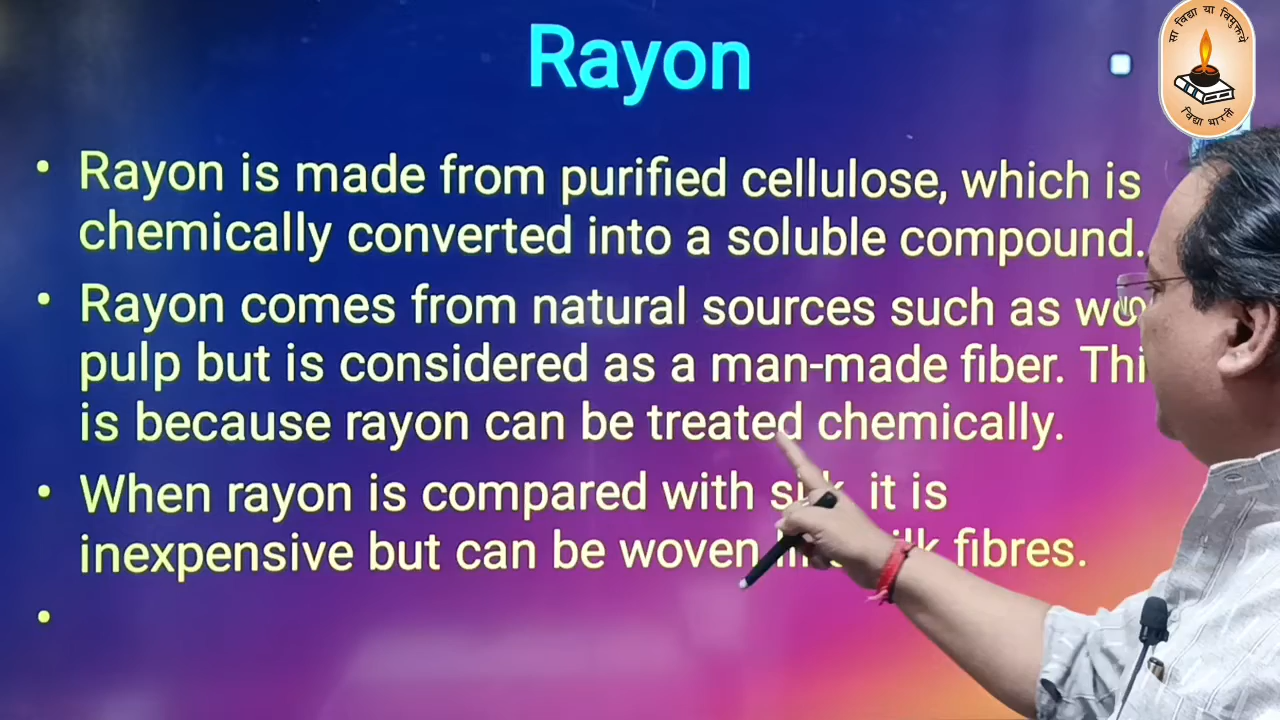 Rayon
सा विद्या या विमुक्तये
विद्या भारती
• Rayon is made from purified cellulose, which is
chemically converted into a soluble compound.
• Rayon comes from natural sources such as
pulp but is considered as a man-made fiber.
is because rayon can be treated chemically.
• When rayon is compared with it is
inexpensive but can be woven fibres.
•